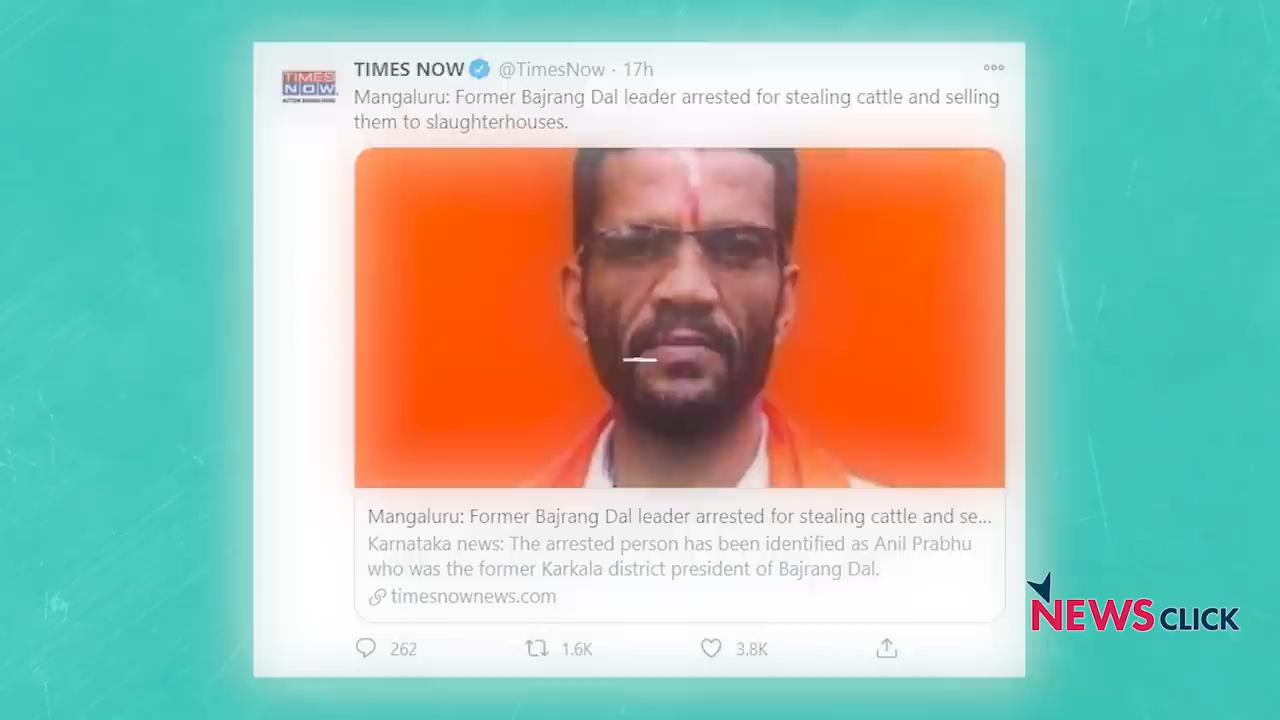 TIMES NOW @TimesNow · 17h
Mangaluru: Former Bajrang Dal leader arrested for stealing cattle and selling
them to slaughterhouses.
TIMES
NOW
Mangaluru: Former Bajrang Dal leader arrested for stealing cattle and se...
Karnataka news: The arrested person has been identified as Anil Prabhu
who was the former Karkala district president of Bajrang Dal.
timesnownews.com
262 1.6K 3.8K
NEWSCLICK